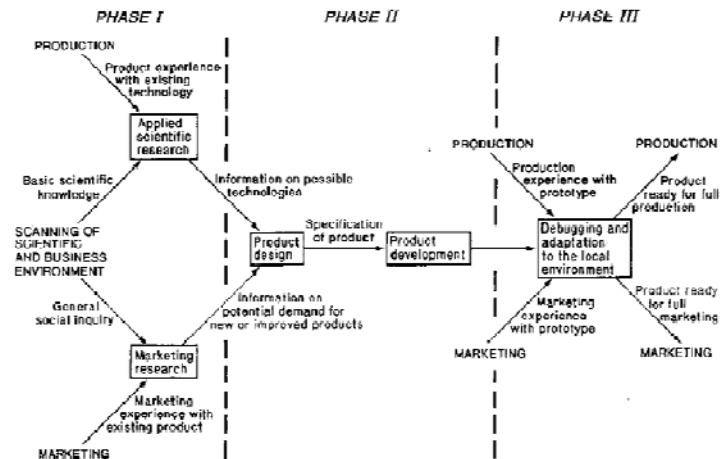 PHASE I
PHASE II
PHASE III
PRODUCTION
Product experience
with existing
technology
Applied
scientific
research
Basic scientific
knowledge
Information on possible
technologies
SCANNING OF
SCIENTIFIC
AND BUSINESS
ENVIRONMENT
General
social inquiry
Marketing
research
Marketing
experience with
existing product
MARKETING
Product
design
Specification
of product
Product
development
Information on
potential demand for
new or improved products
PRODUCTION
Production
experience with
prototype
Debugging and
adaptation
to the local
environment
Marketing
experience
with prototype
MARKETING
PRODUCTION
Product
ready for full
production
Product ready
for full
marketing
MARKETING